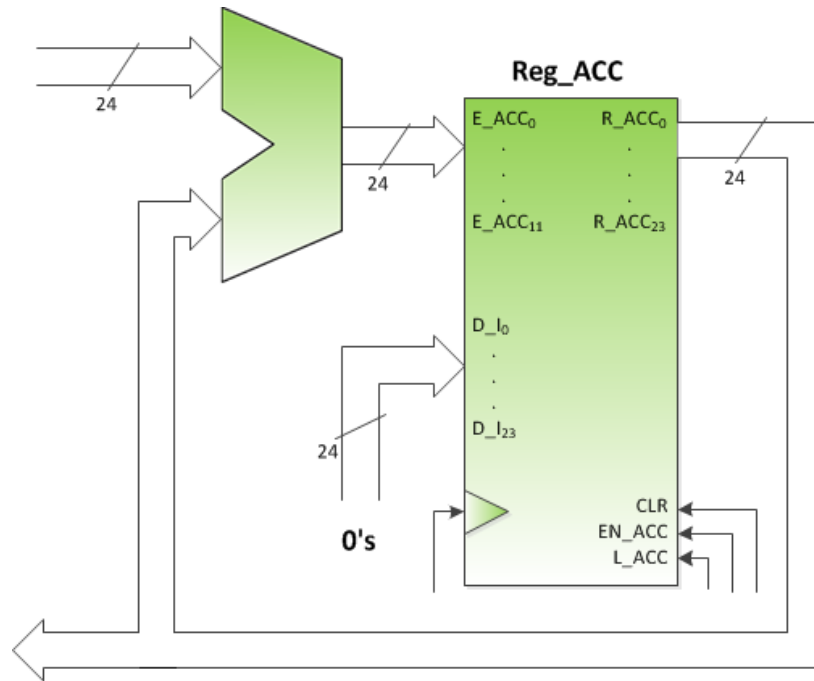 24
Reg_ACC
E_ACC₀ R_ACC₀
. .
. .
. .
E_ACC₁₁ R_ACC₂₃
24
24
D_I₀
.
.
.
D_I₂₃
24
0's
CLR
EN_ACC
L_ACC